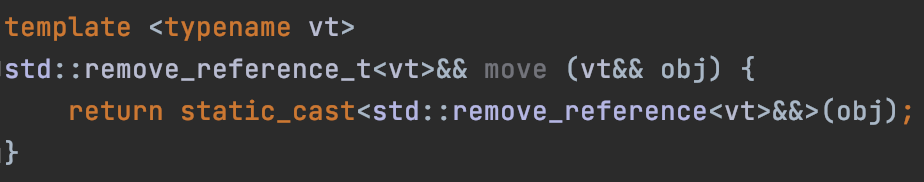 template <typename vt>
std::remove_reference_t<vt>&& move (vt&& obj) {
    return static_cast<std::remove_reference<vt>&&>(obj);
}